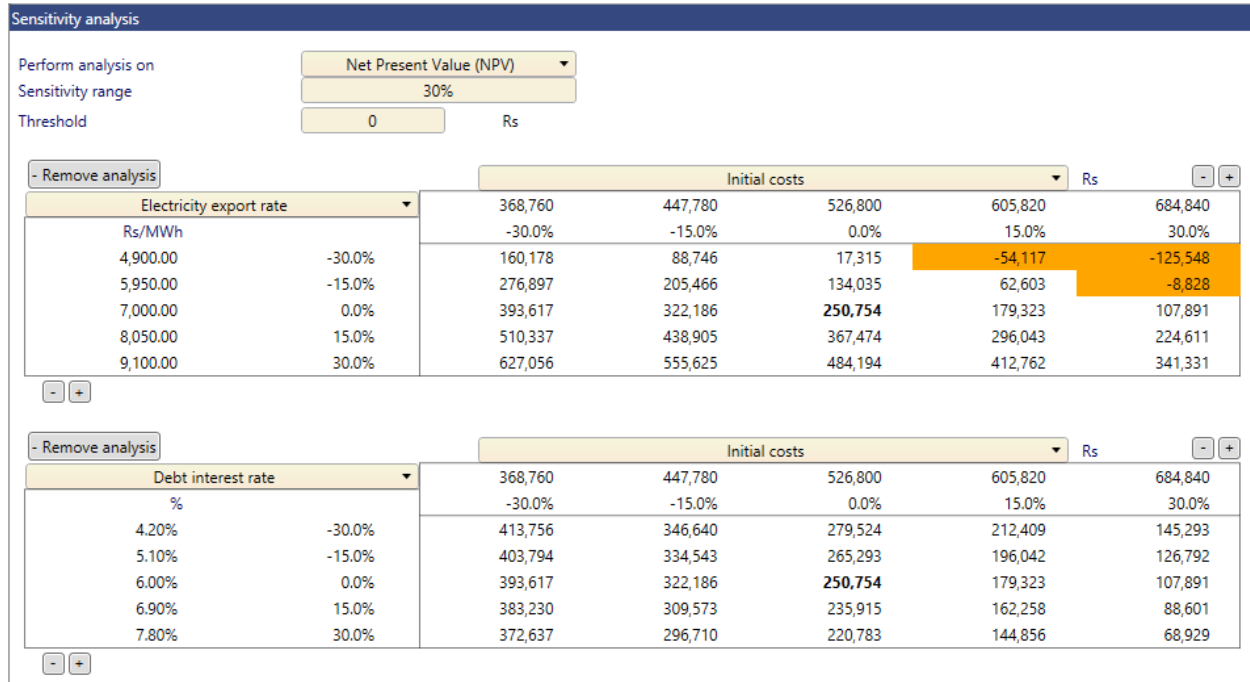 Sensitivity analysis
Perform analysis on Net Present Value (NPV)
Sensitivity range 30%
Threshold 0 Rs
- Remove analysis Initial costs Rs - +
Electricity export rate 368,760 447,780 526,800 605,820 684,840
Rs/MWh -30.0% -15.0% 0.0% 15.0% 30.0%
4,900.00 -30.0% 160,178 88,746 17,315 -54,117 -125,548
5,950.00 -15.0% 276,897 205,466 134,035 62,603 -8,828
7,000.00 0.0% 393,617 322,186 250,754 179,323 107,891
8,050.00 15.0% 510,337 438,905 367,474 296,043 224,611
9,100.00 30.0% 627,056 555,625 484,194 412,762 341,331
- +
- Remove analysis Initial costs Rs - +
Debt interest rate 368,760 447,780 526,800 605,820 684,840
% -30.0% -15.0% 0.0% 15.0% 30.0%
4.20% -30.0% 413,756 346,640 279,524 212,409 145,293
5.10% -15.0% 403,794 334,543 265,293 196,042 126,792
6.00% 0.0% 393,617 322,186 250,754 179,323 107,891
6.90% 15.0% 383,230 309,573 235,915 162,258 88,601
7.80% 30.0% 372,637 296,710 220,783 144,856 68,929
- +